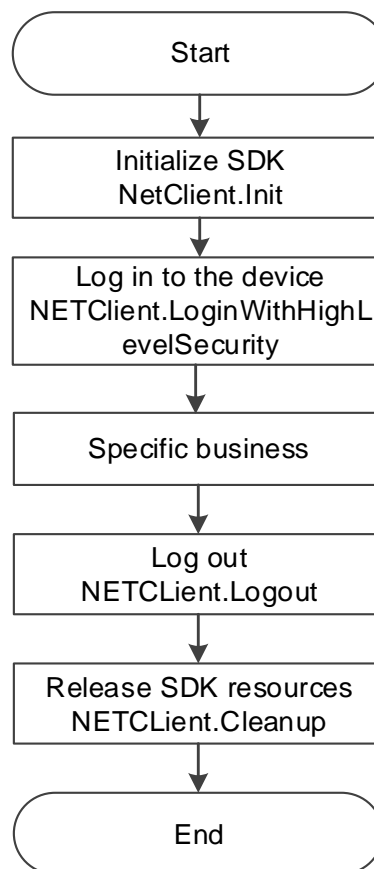 Start
Initialize SDK
NetClient.Init
Log in to the device
NETClient.LoginWithHighL
evelSecurity
Specific business
Log out
NETCLient.Logout
Release SDK resources
NETCLient.Cleanup
End